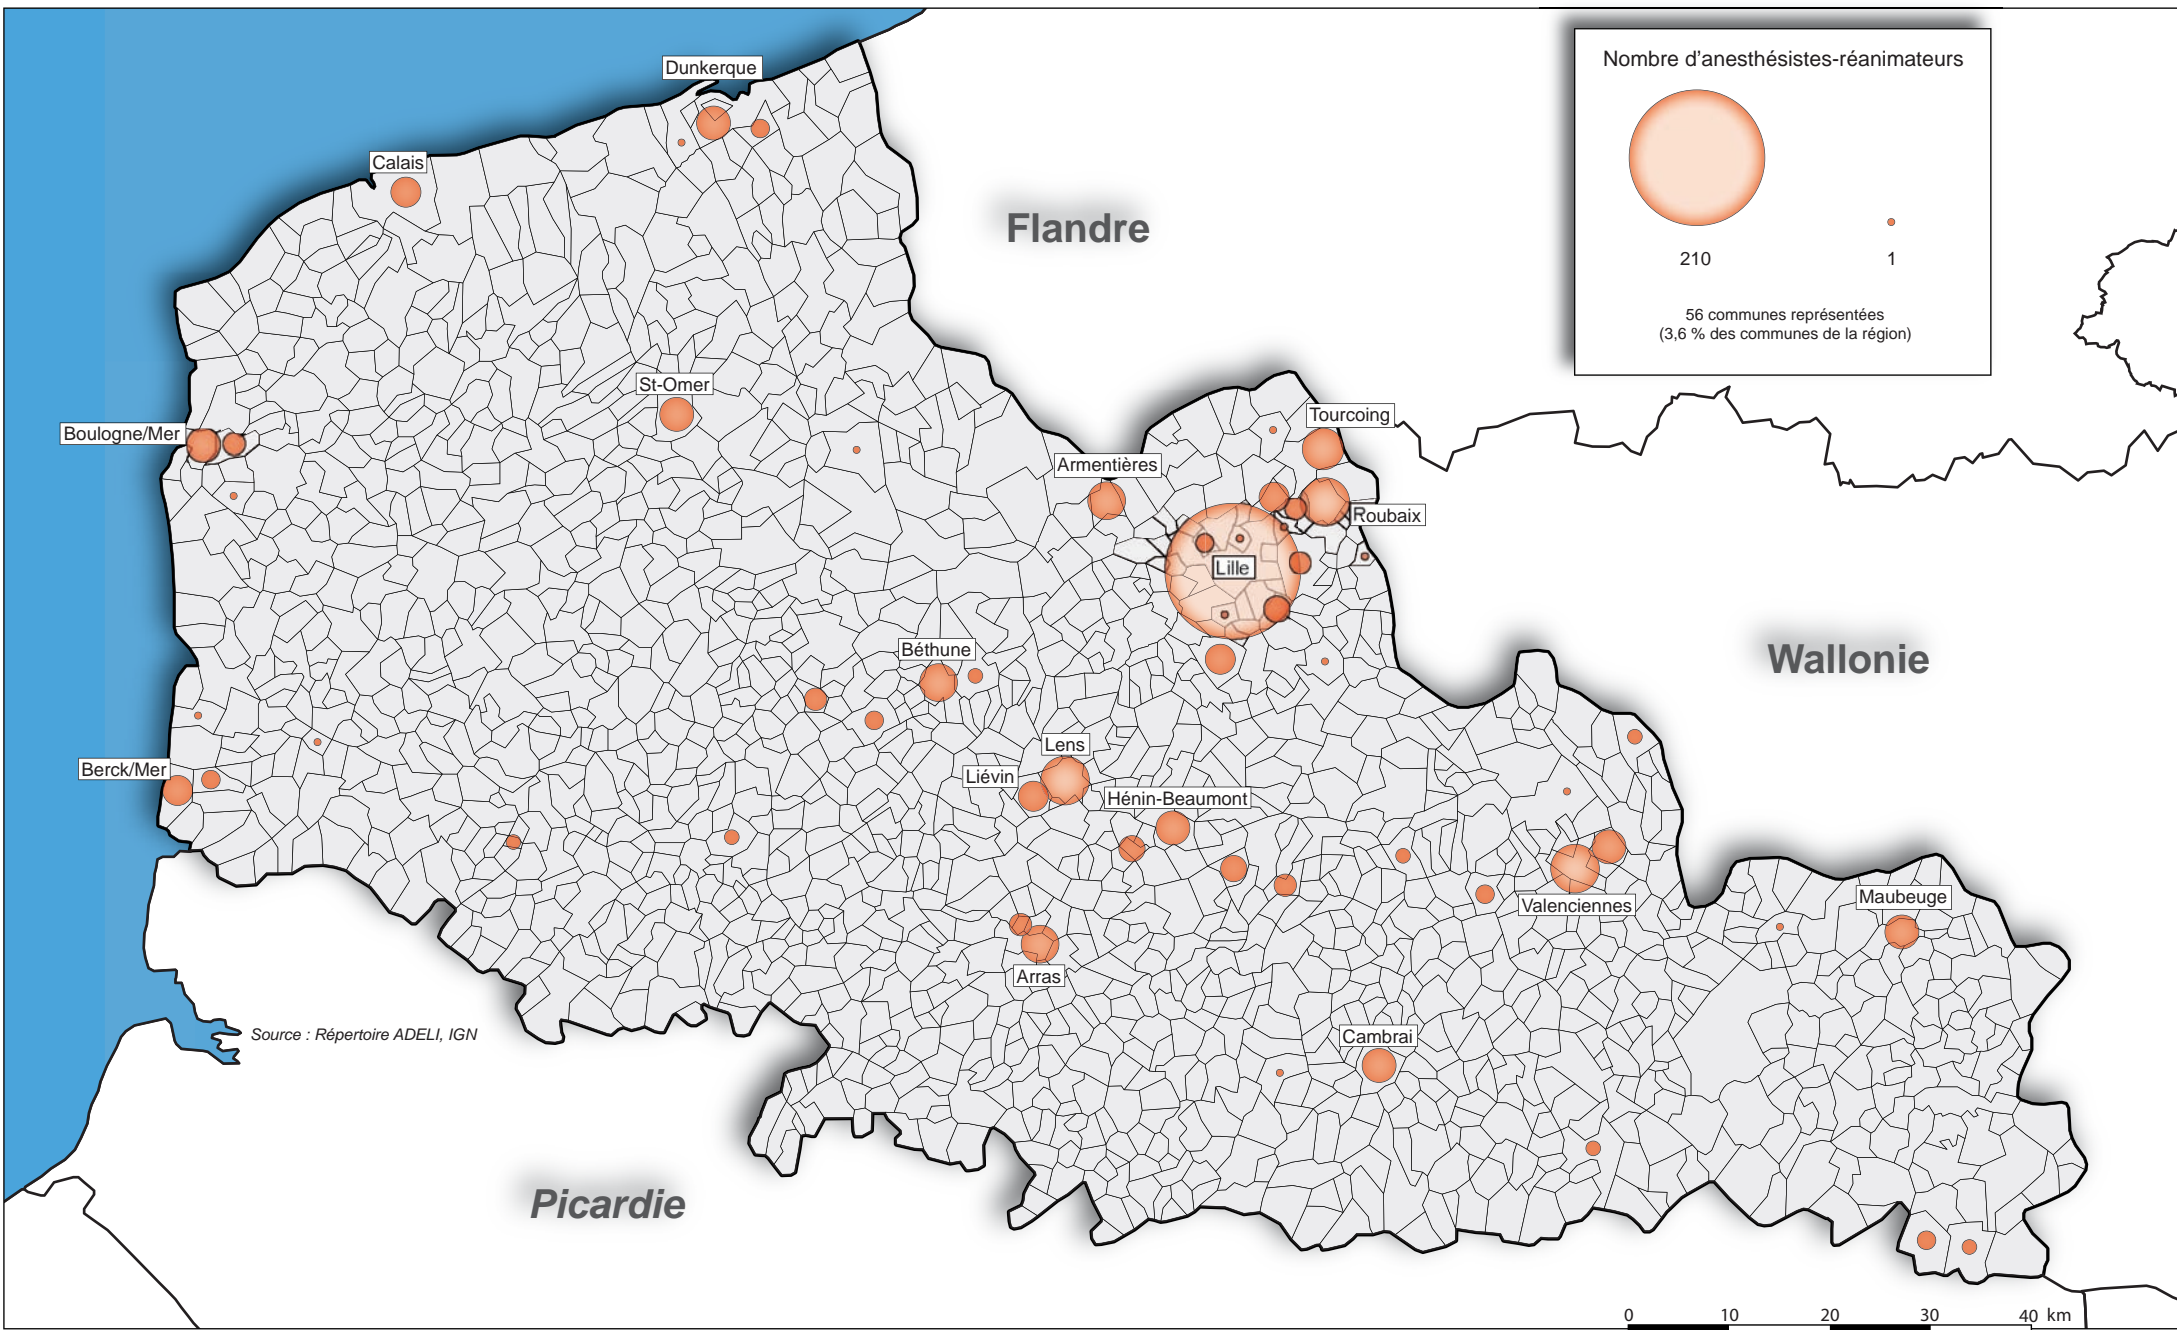 Dunkerque
Nombre d'anesthésistes-réanimateurs
Calais
Flandre
210
1
56 communes représentées
(3,6 % des communes de la région)
St-Omer
Tourcoing
Boulogne/Mer
Armentières
Roubaix
Lille
Béthune
Wallonie
Lens
Berck/Mer
Liévin
Hénin-Beaumont
Maubeuge
Valenciennes
Arras
Source : Répertoire ADELI, IGN
Cambrai
Picardie
0 10 20 30 40 km